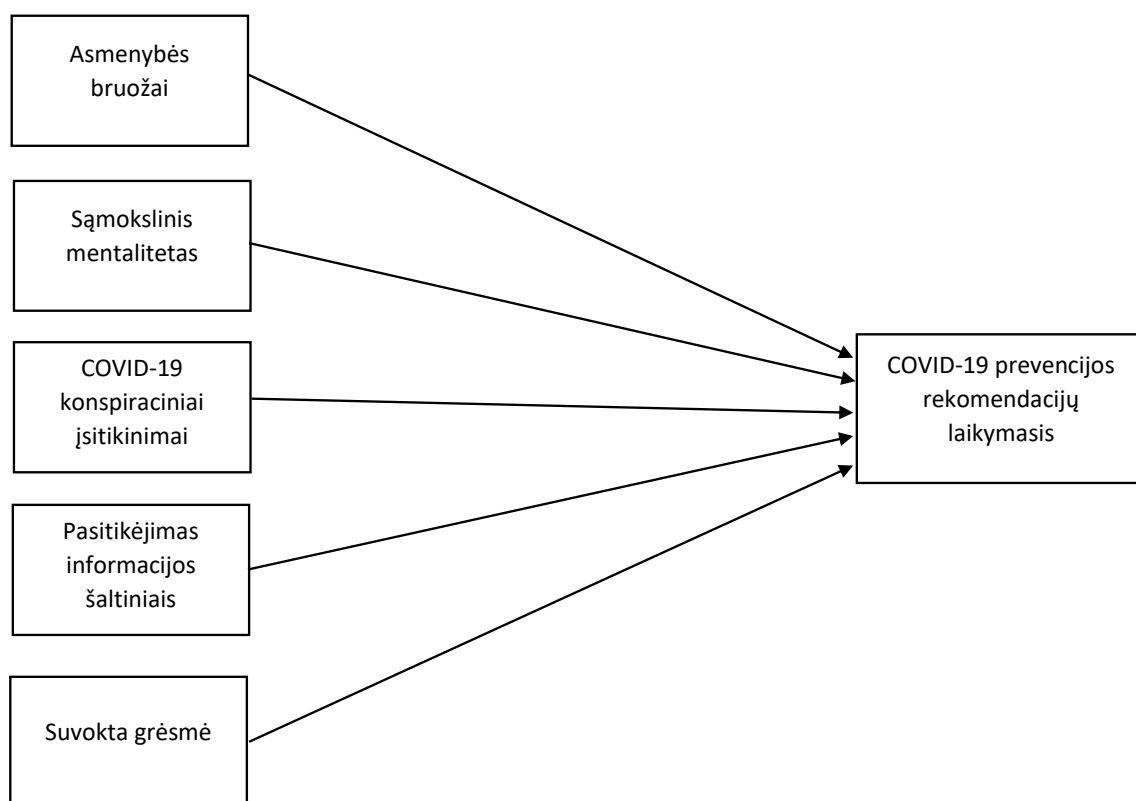 Asmenybės
bruožai
Sąmokslinis
mentalitetas
COVID-19
konspiraciniai
įsitikinimai
Pasitikėjimas
informacijos
šaltiniais
Suvokta grėsmė
COVID-19 prevencijos
rekomendacijų
laikymasis